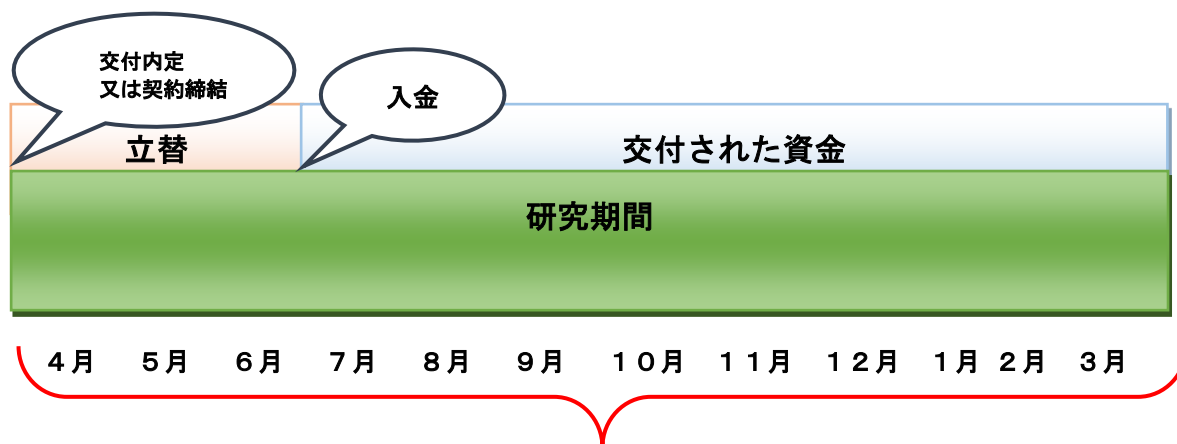 交付内定
又は契約締結
入金
立替
交付された資金
研究期間
４月 ５月 ６月 ７月 ８月 ９月 １０月 １１月 １２月 １月 ２月 ３月